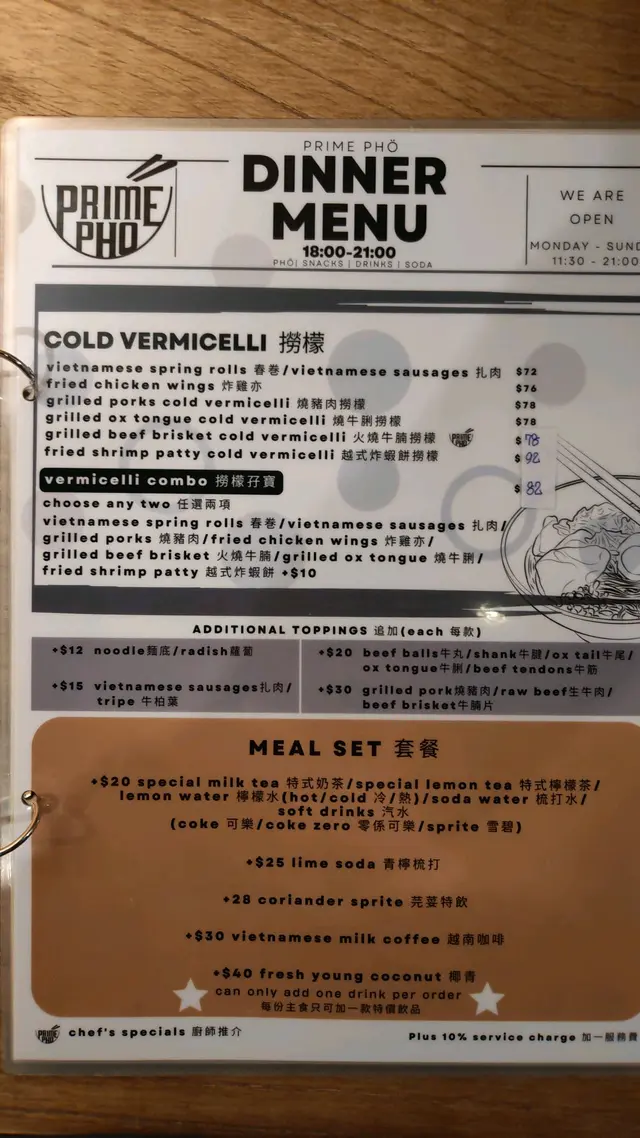 PRIME PHỞ
DINNER
MENU
18:00-21:00
PHỞ| SNACKS | DRINKS | SODA
PRIME
PHO
WE ARE
OPEN
MONDAY - SUND
11:30 - 21:00
COLD VERMICELLI 撈檬
vietnamese spring rolls 春巻/vietnamese sausages 扎肉 $72
fried chicken wings 炸雞亦 $76
grilled porks cold vermicelli 燒豬肉撈檬 $78
grilled ox tongue cold vermicelli 燒牛脷撈檬 $78
grilled beef brisket cold vermicelli 火燒牛腩撈檬 PRIME PHO $78
fried shrimp patty cold vermicelli 越式炸蝦餅撈檬 $92
vermicelli combo 撈檬孖寶 $82
choose any two 任選兩項
vietnamese spring rolls 春巻/vietnamese sausages 扎肉/
grilled porks 燒豬肉/fried chicken wings 炸雞亦/
grilled beef brisket 火燒牛腩/grilled ox tongue 燒牛脷/
fried shrimp patty 越式炸蝦餅 +$10
ADDITIONAL TOPPINGS 追加(each 每款)
+$12 noodle麵底/radish蘿蔔
+$15 vietnamese sausages扎肉/
tripe 牛柏葉
+$20 beef balls牛丸/shank牛腱/ox tail牛尾/
ox tongue牛脷/beef tendons牛筋
+$30 grilled pork燒豬肉/raw beef生牛肉/
beef brisket牛腩片
MEAL SET 套餐
+$20 special milk tea 特式奶茶/special lemon tea 特式檸檬茶/
lemon water 檸檬水(hot/cold 冷/熱)/soda water 梳打水/
soft drinks 汽水
(coke 可樂/coke zero 零係可樂/sprite 雪碧)
+$25 lime soda 青檸梳打
+28 coriander sprite 芫荽特飲
+$30 vietnamese milk coffee 越南咖啡
+$40 fresh young coconut 椰青
can only add one drink per order
每份主食只可加一款特價飲品
PRIME PHO chef's specials 廚師推介
Plus 10% service charge 加一服務費